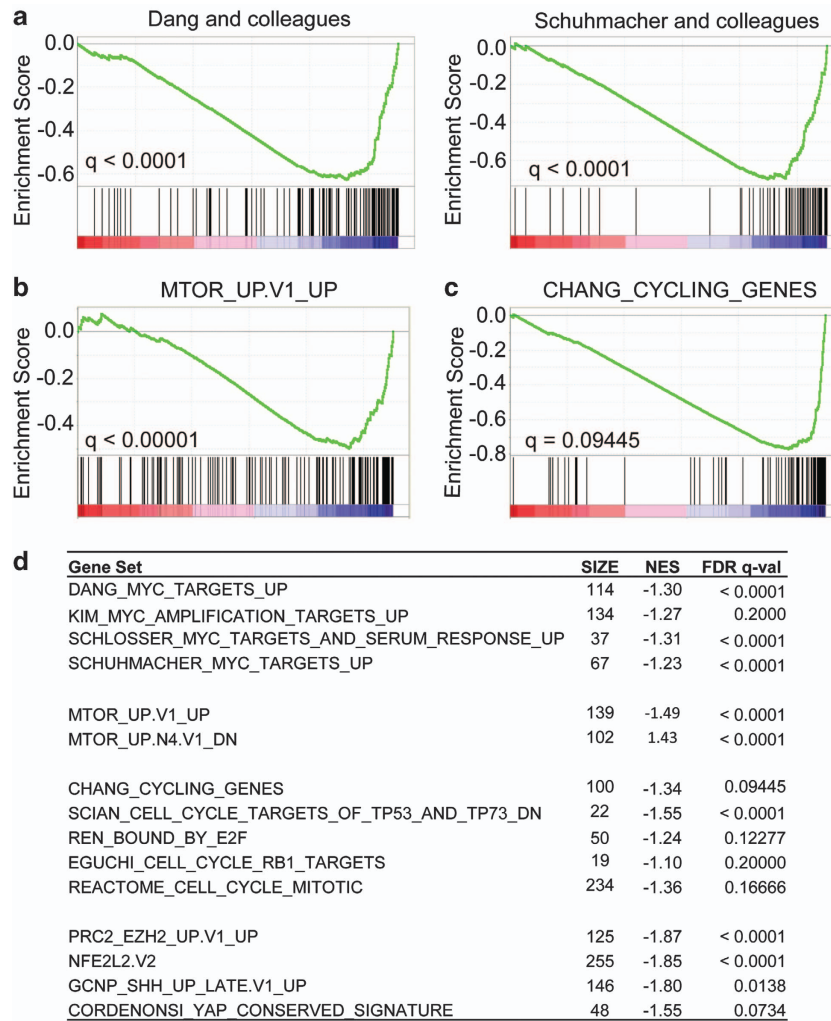 a
Dang and colleagues
Schuhmacher and colleagues
Enrichment Score
0.0
-0.2
-0.4
-0.6
q < 0.0001
Enrichment Score
0.0
-0.2
-0.4
-0.6
q < 0.0001
b
MTOR_UP.V1_UP
Enrichment Score
0.0
-0.2
-0.4
q < 0.00001
c
CHANG_CYCLING_GENES
Enrichment Score
0.0
-0.2
-0.4
-0.6
-0.8
q = 0.09445
d
Gene Set SIZE NES FDR q-val
DANG_MYC_TARGETS_UP 114 -1.30 < 0.0001
KIM_MYC_AMPLIFICATION_TARGETS_UP 134 -1.27 0.2000
SCHLOSSER_MYC_TARGETS_AND_SERUM_RESPONSE_UP 37 -1.31 < 0.0001
SCHUHMACHER_MYC_TARGETS_UP 67 -1.23 < 0.0001
MTOR_UP.V1_UP 139 -1.49 < 0.0001
MTOR_UP.N4.V1_DN 102 1.43 < 0.0001
CHANG_CYCLING_GENES 100 -1.34 0.09445
SCIAN_CELL_CYCLE_TARGETS_OF_TP53_AND_TP73_DN 22 -1.55 < 0.0001
REN_BOUND_BY_E2F 50 -1.24 0.12277
EGUCHI_CELL_CYCLE_RB1_TARGETS 19 -1.10 0.20000
REACTOME_CELL_CYCLE_MITOTIC 234 -1.36 0.16666
PRC2_EZH2_UP.V1_UP 125 -1.87 < 0.0001
NFE2L2.V2 255 -1.85 < 0.0001
GCNP_SHH_UP_LATE.V1_UP 146 -1.80 0.0138
CORDENONSI_YAP_CONSERVED_SIGNATURE 48 -1.55 0.0734